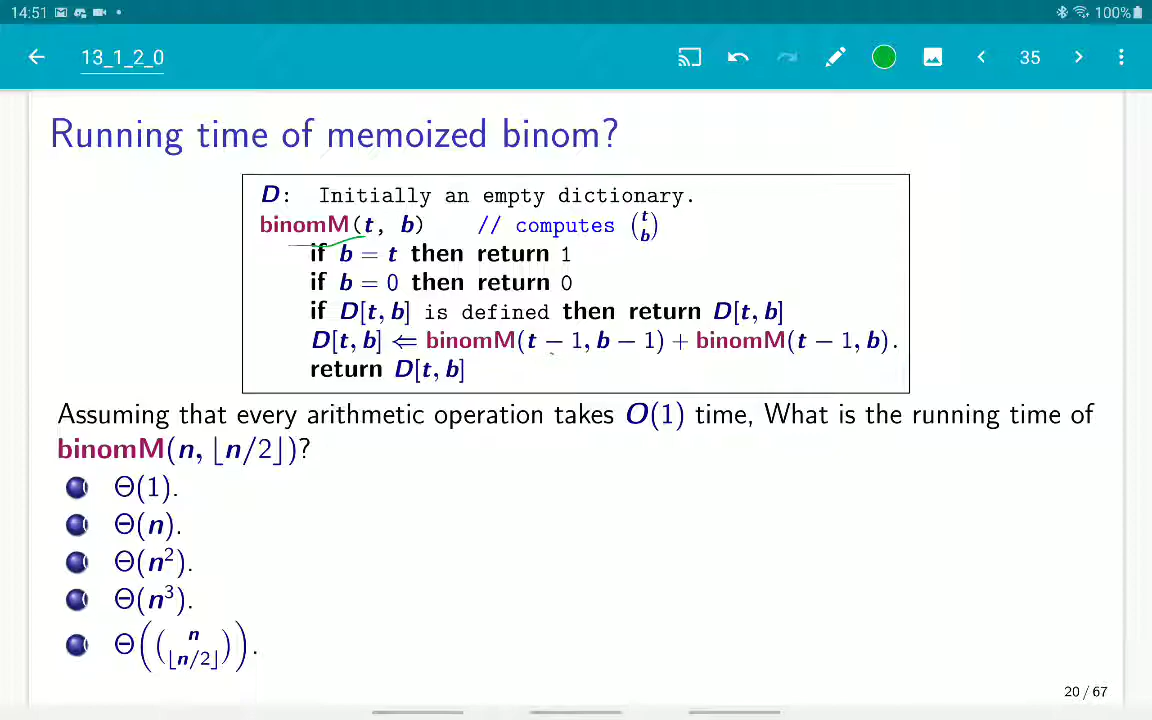 14:51 100%
13_1_2_0 35
Running time of memoized binom?
D: Initially an empty dictionary.
binomM(t, b) // computes (t b)
if b = t then return 1
if b = 0 then return 0
if D[t, b] is defined then return D[t, b]
D[t, b] ⇐ binomM(t − 1, b − 1) + binomM(t − 1, b).
return D[t, b]
Assuming that every arithmetic operation takes O(1) time, What is the running time of
binomM(n, ⌊n/2⌋)?
Θ(1).
Θ(n).
Θ(n²).
Θ(n³).
Θ((n ⌊n/2⌋)).
20 / 67